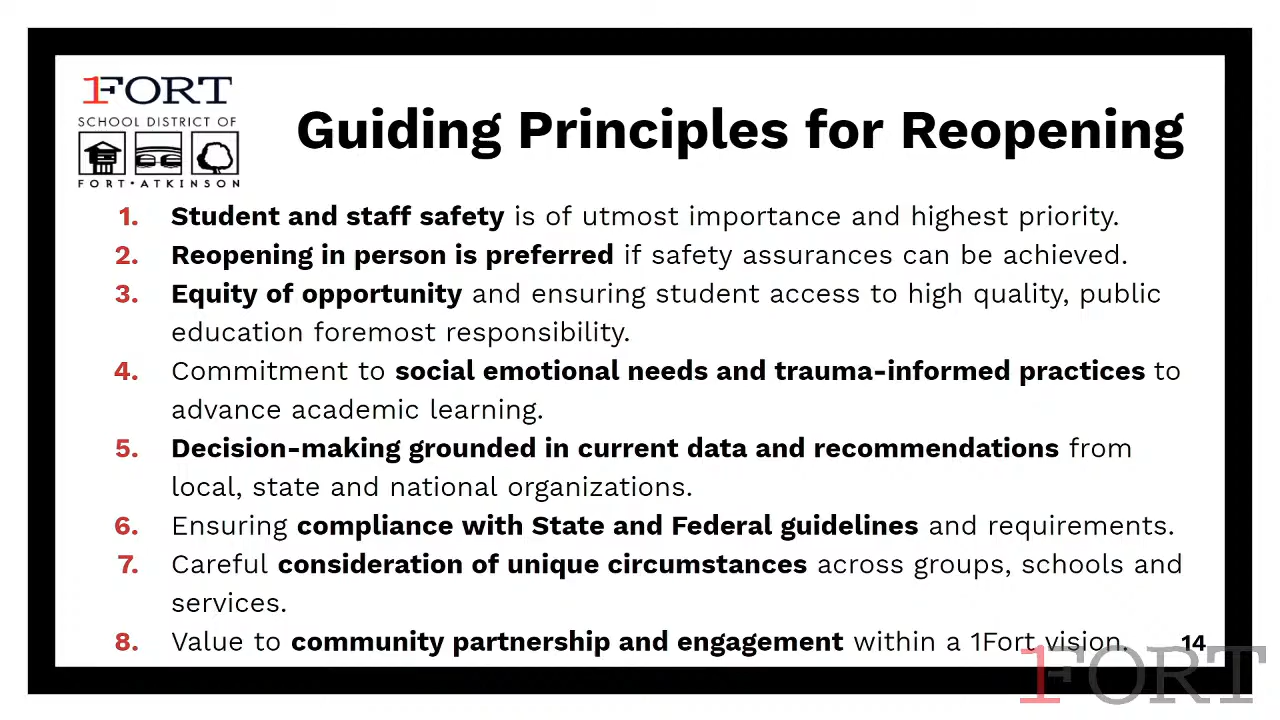 1FORT
SCHOOL DISTRICT OF
FORT•ATKINSON
Guiding Principles for Reopening
1. Student and staff safety is of utmost importance and highest priority.
2. Reopening in person is preferred if safety assurances can be achieved.
3. Equity of opportunity and ensuring student access to high quality, public
education foremost responsibility.
4. Commitment to social emotional needs and trauma-informed practices to
advance academic learning.
5. Decision-making grounded in current data and recommendations from
local, state and national organizations.
6. Ensuring compliance with State and Federal guidelines and requirements.
7. Careful consideration of unique circumstances across groups, schools and
services.
8. Value to community partnership and engagement within a 1Fort vision.
14
1FORT